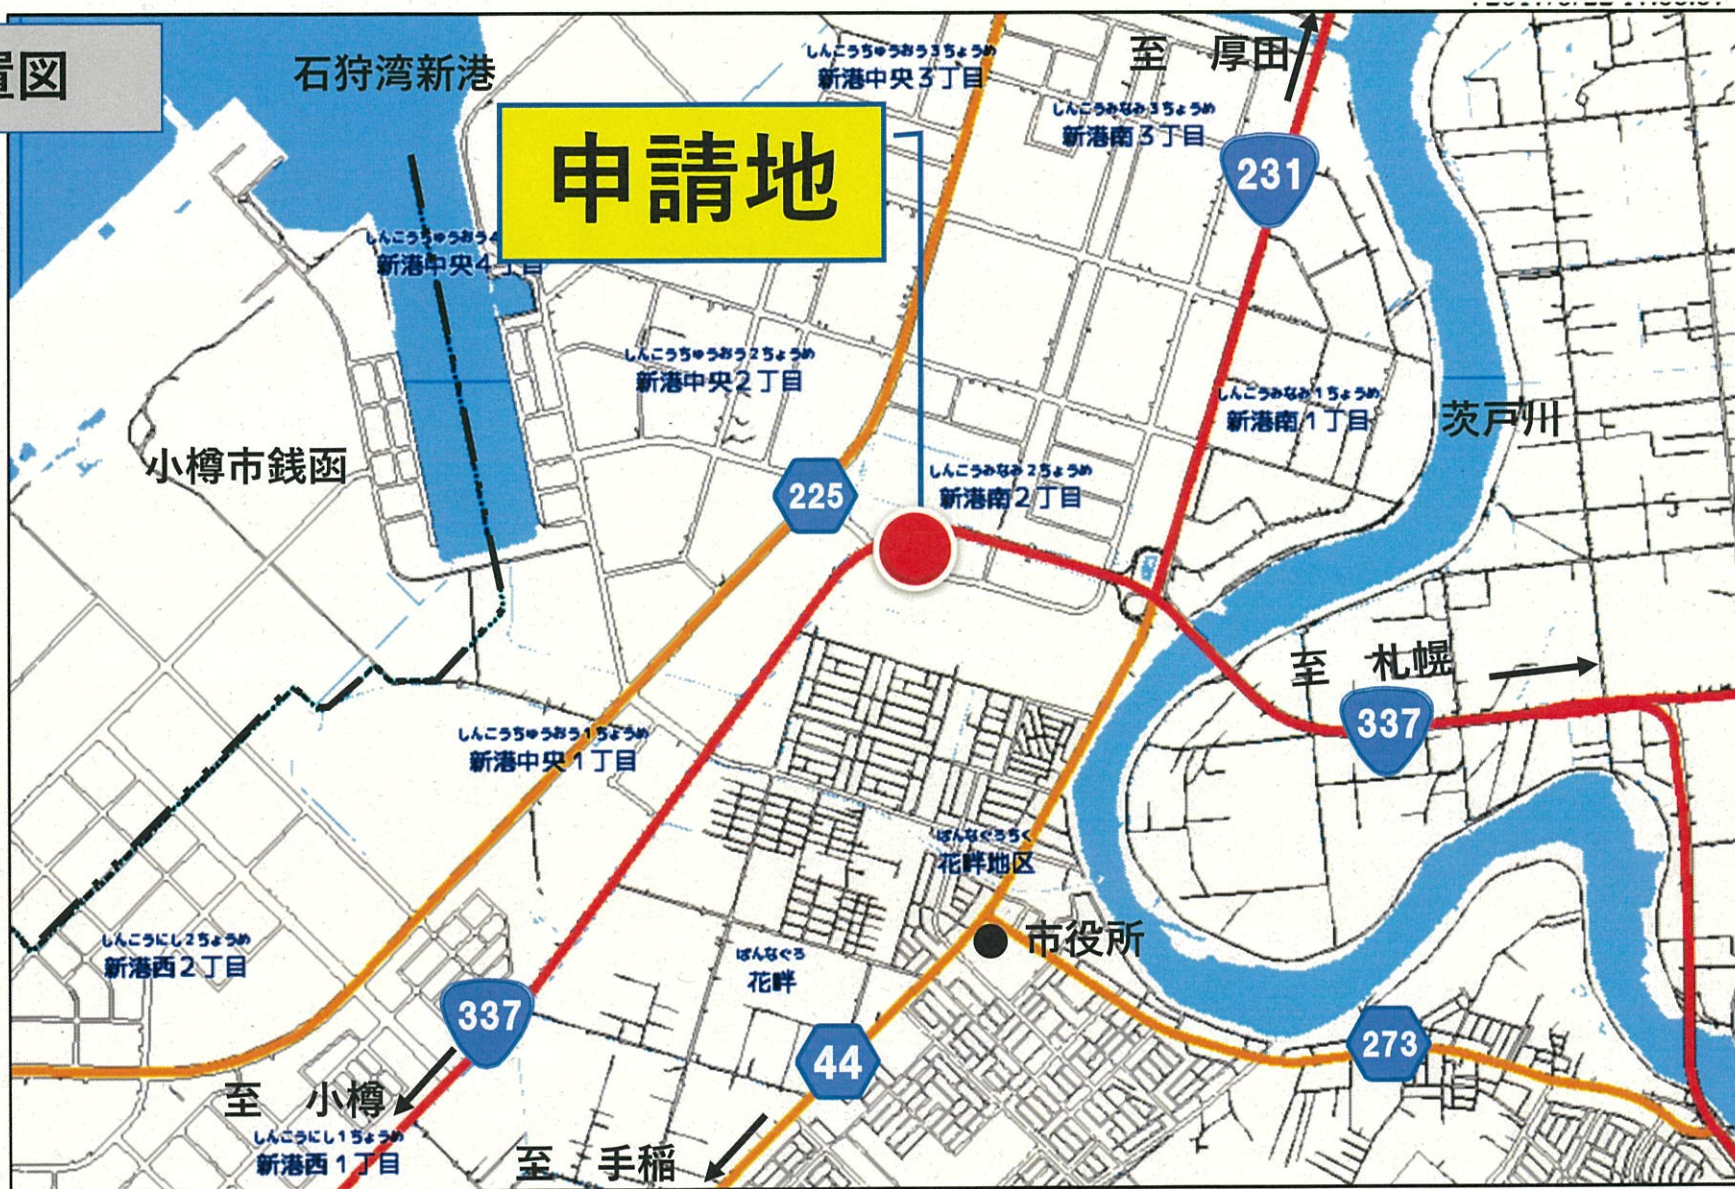 置図
石狩湾新港
しんこうちゅうおう3ちょうめ
新港中央3丁目
至 厚田
しんこうみなみ3ちょうめ
新港南3丁目
申請地
231
しんこうちゅうおう4
新港中央4丁目
しんこうちゅうおう2ちょうめ
新港中央2丁目
しんこうみなみ1ちょうめ
新港南1丁目
茨戸川
小樽市銭函
225
しんこうみなみ2ちょうめ
新港南2丁目
至 札幌
337
しんこうちゅうおう1ちょうめ
新港中央1丁目
ばんなぐろちく
花畔地区
市役所
しんこうにし2ちょうめ
新港西2丁目
ばんなぐろ
花畔
337
44
273
至 小樽
しんこうにし1ちょうめ
新港西1丁目
至 手稲